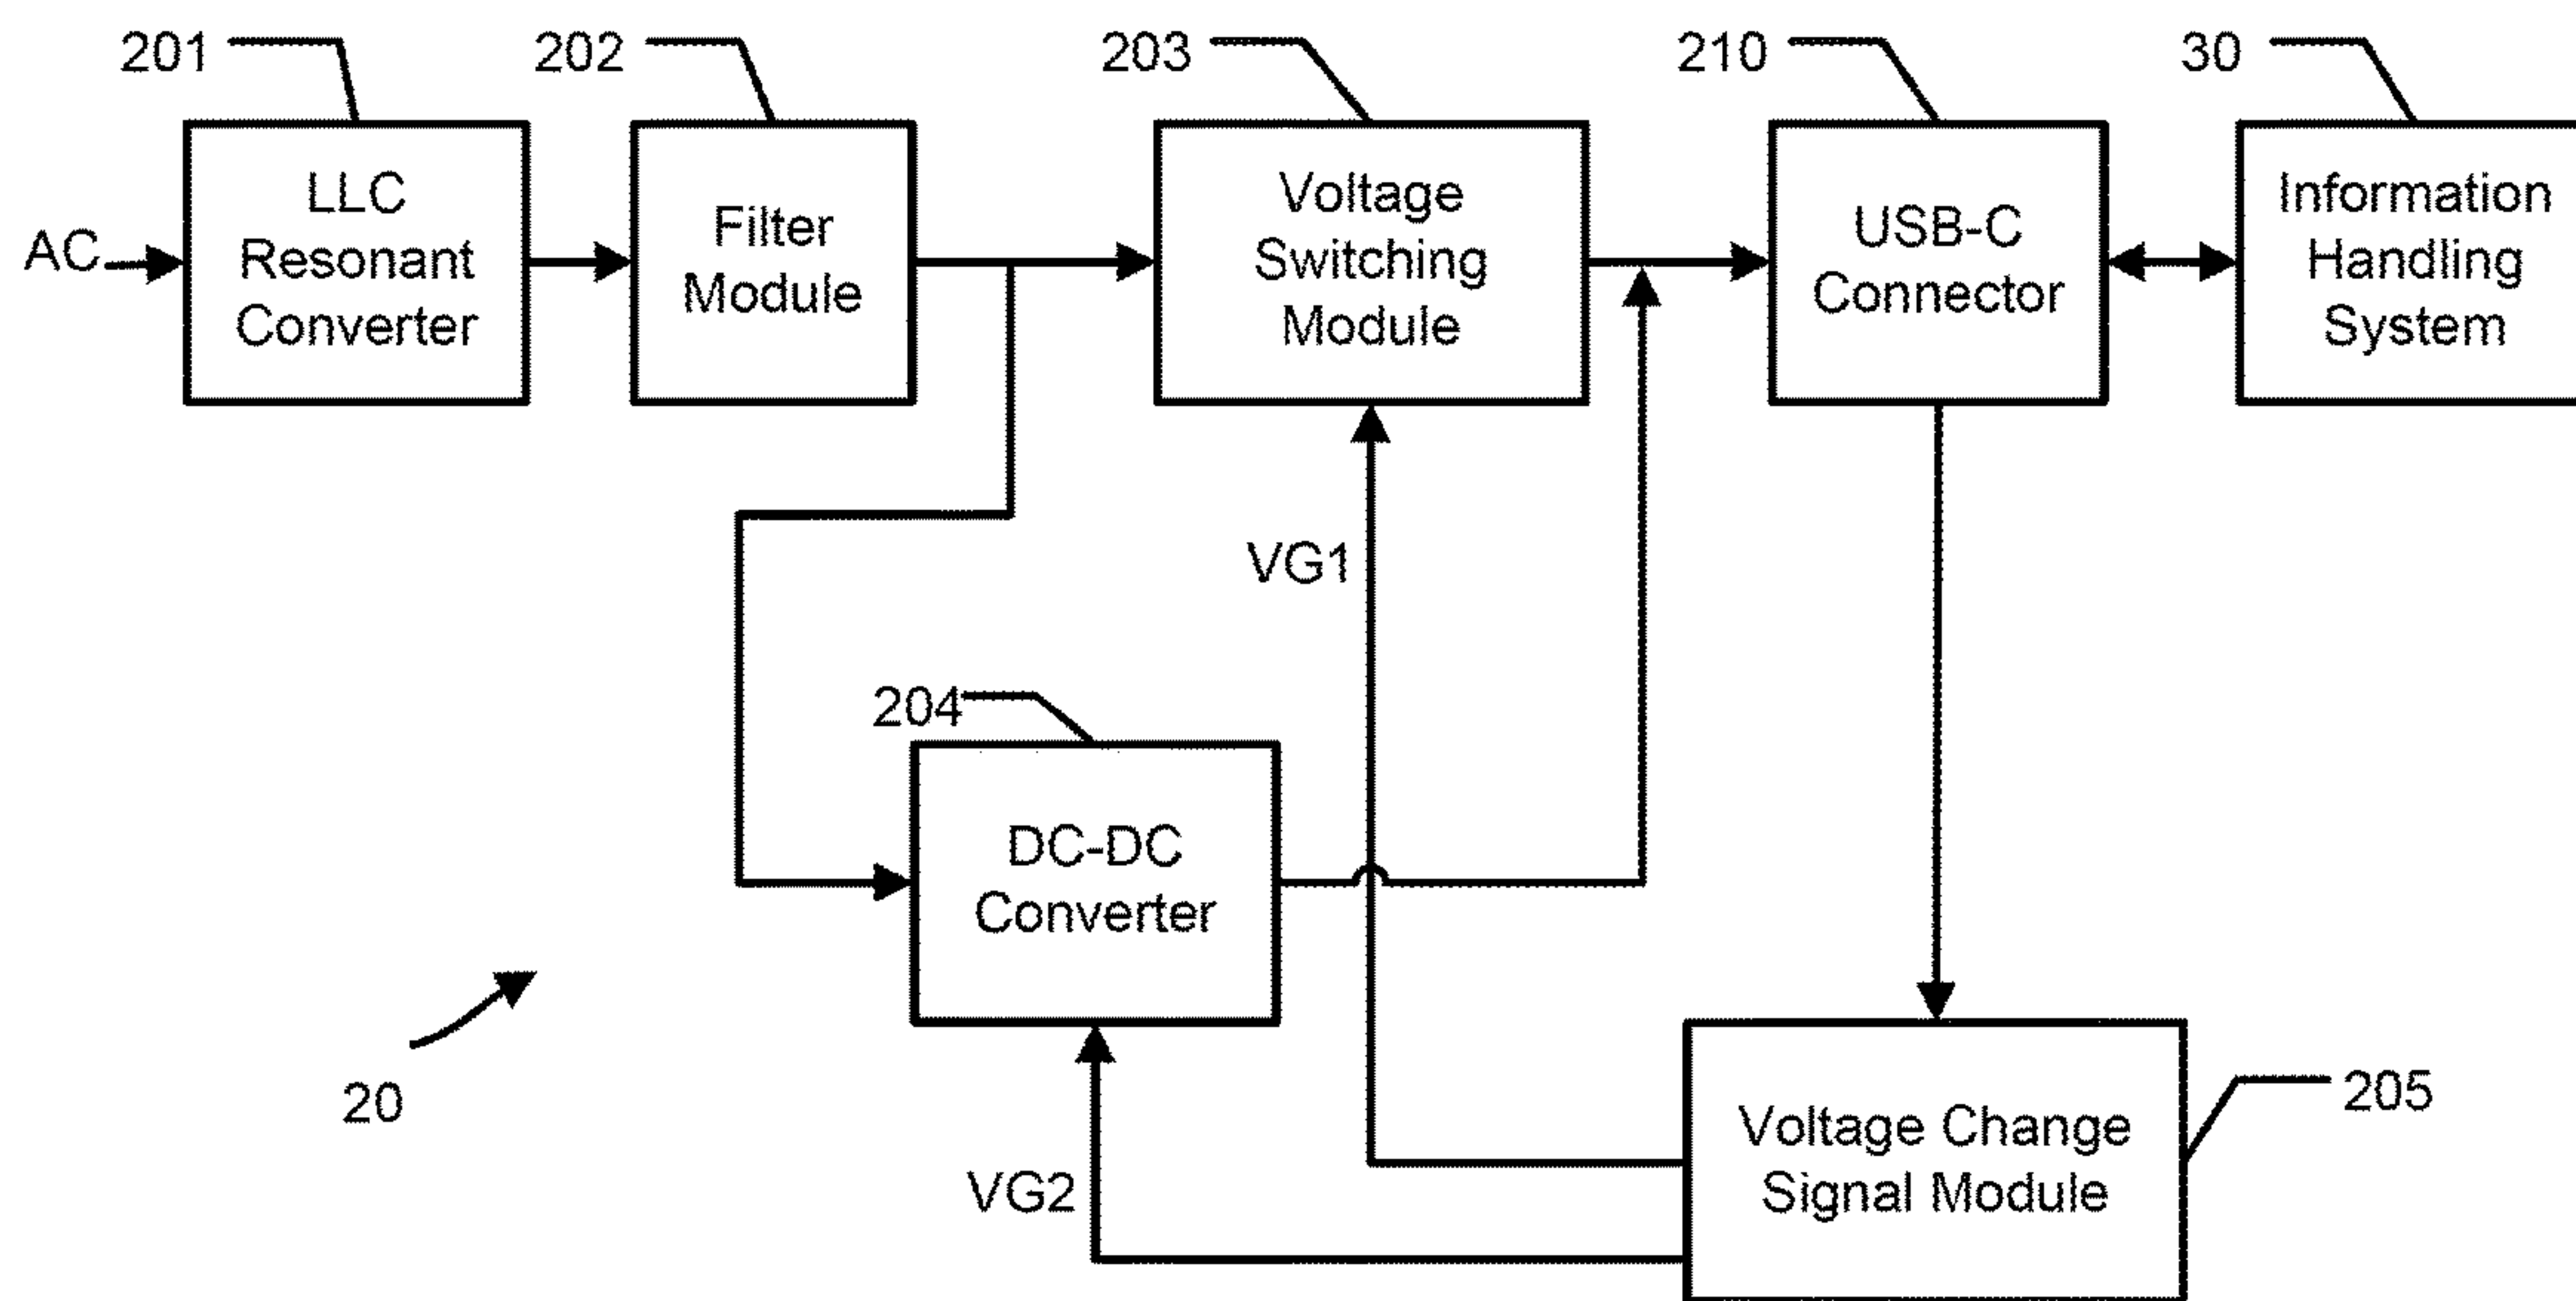 201
202
203
210
30
AC
LLC
Resonant
Converter
Filter
Module
Voltage
Switching
Module
USB-C
Connector
Information
Handling
System
VG1
204
DC-DC
Converter
20
VG2
Voltage Change
Signal Module
205